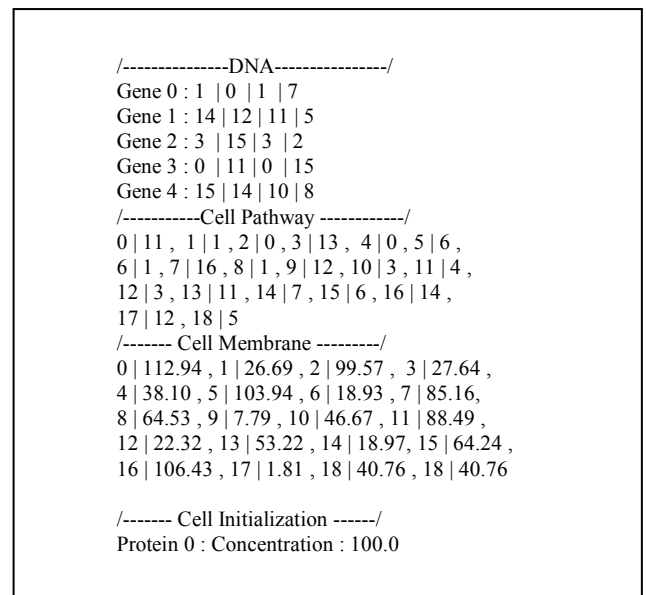 /---------------DNA----------------/
Gene 0 : 1 | 0 | 1 | 7
Gene 1 : 14 | 12 | 11 | 5
Gene 2 : 3 | 15 | 3 | 2
Gene 3 : 0 | 11 | 0 | 15
Gene 4 : 15 | 14 | 10 | 8
/-----------Cell Pathway ------------/
0 | 11 , 1 | 1 , 2 | 0 , 3 | 13 , 4 | 0 , 5 | 6 ,
6 | 1 , 7 | 16 , 8 | 1 , 9 | 12 , 10 | 3 , 11 | 4 ,
12 | 3 , 13 | 11 , 14 | 7 , 15 | 6 , 16 | 14 ,
17 | 12 , 18 | 5
/------- Cell Membrane ---------/
0 | 112.94 , 1 | 26.69 , 2 | 99.57 , 3 | 27.64 ,
4 | 38.10 , 5 | 103.94 , 6 | 18.93 , 7 | 85.16,
8 | 64.53 , 9 | 7.79 , 10 | 46.67 , 11 | 88.49 ,
12 | 22.32 , 13 | 53.22 , 14 | 18.97, 15 | 64.24 ,
16 | 106.43 , 17 | 1.81 , 18 | 40.76 , 18 | 40.76
/------- Cell Initialization ------/
Protein 0 : Concentration : 100.0